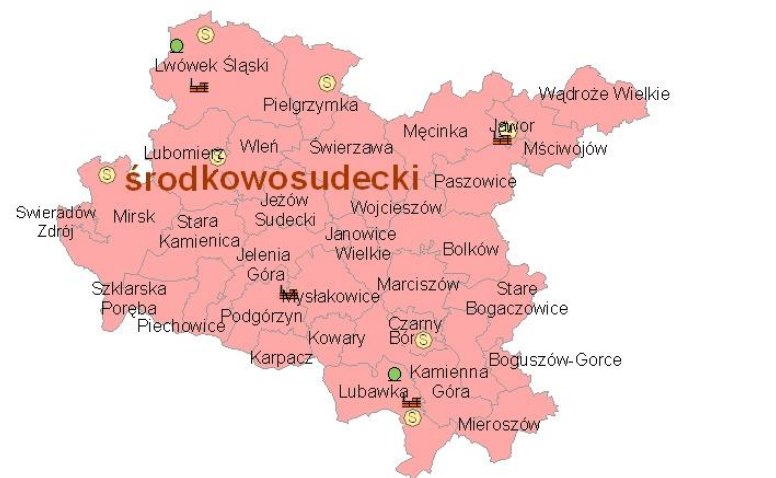 S
Lwówek Śląski
S
Pielgrzymka
Wądroże Wielkie
Męcinka
Jawor
Mściwojów
Lubomierz
S
Wleń
Świerzawa
S
środkowosudecki
Paszowice
Swieradów
Zdrój
Mirsk
Stara
Kamienica
Jeżów
Sudecki
Wojcieszów
Janowice
Wielkie
Bolków
Jelenia
Góra
Szklarska
Poręba
Piechowice
Mysłakowice
Marciszów
Stare
Bogaczowice
Podgórzyn
Kowary
Czarny
Bór
S
Karpacz
Boguszów-Gorce
Kamienna
Góra
Lubawka
S
Mieroszów